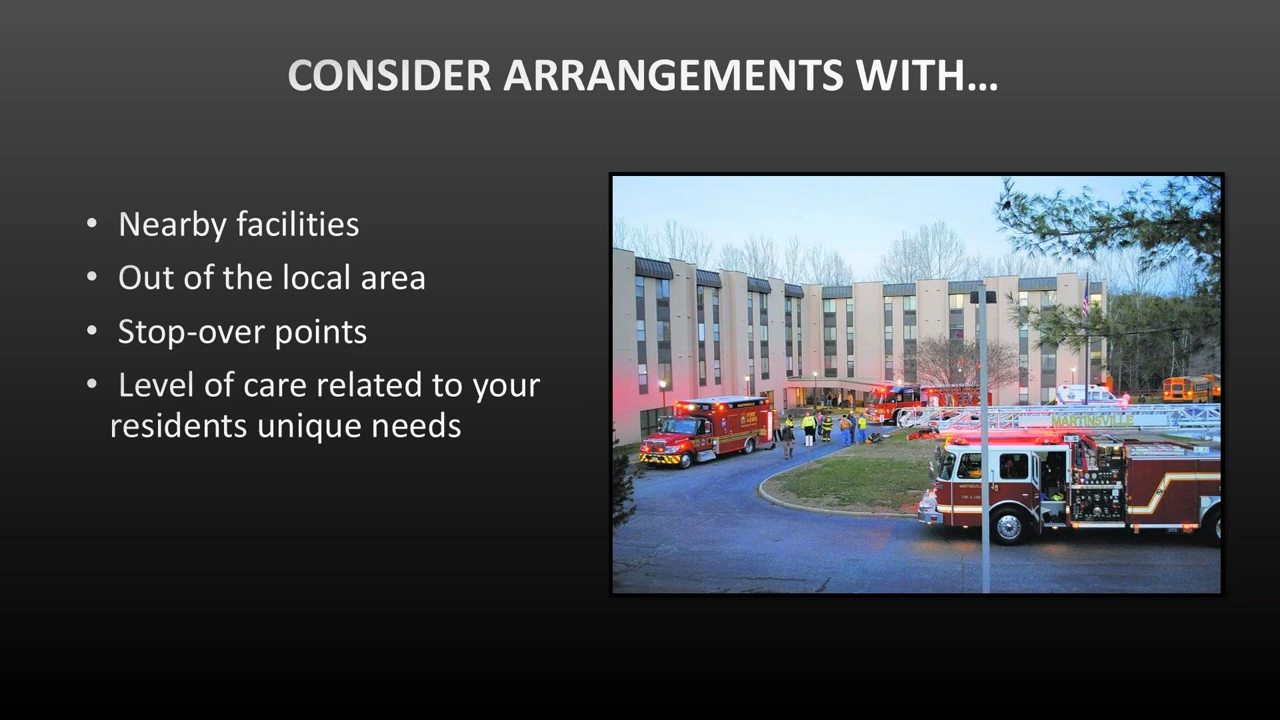 CONSIDER ARRANGEMENTS WITH…
• Nearby facilities
• Out of the local area
• Stop-over points
• Level of care related to your
residents unique needs
MARTINSVILLE